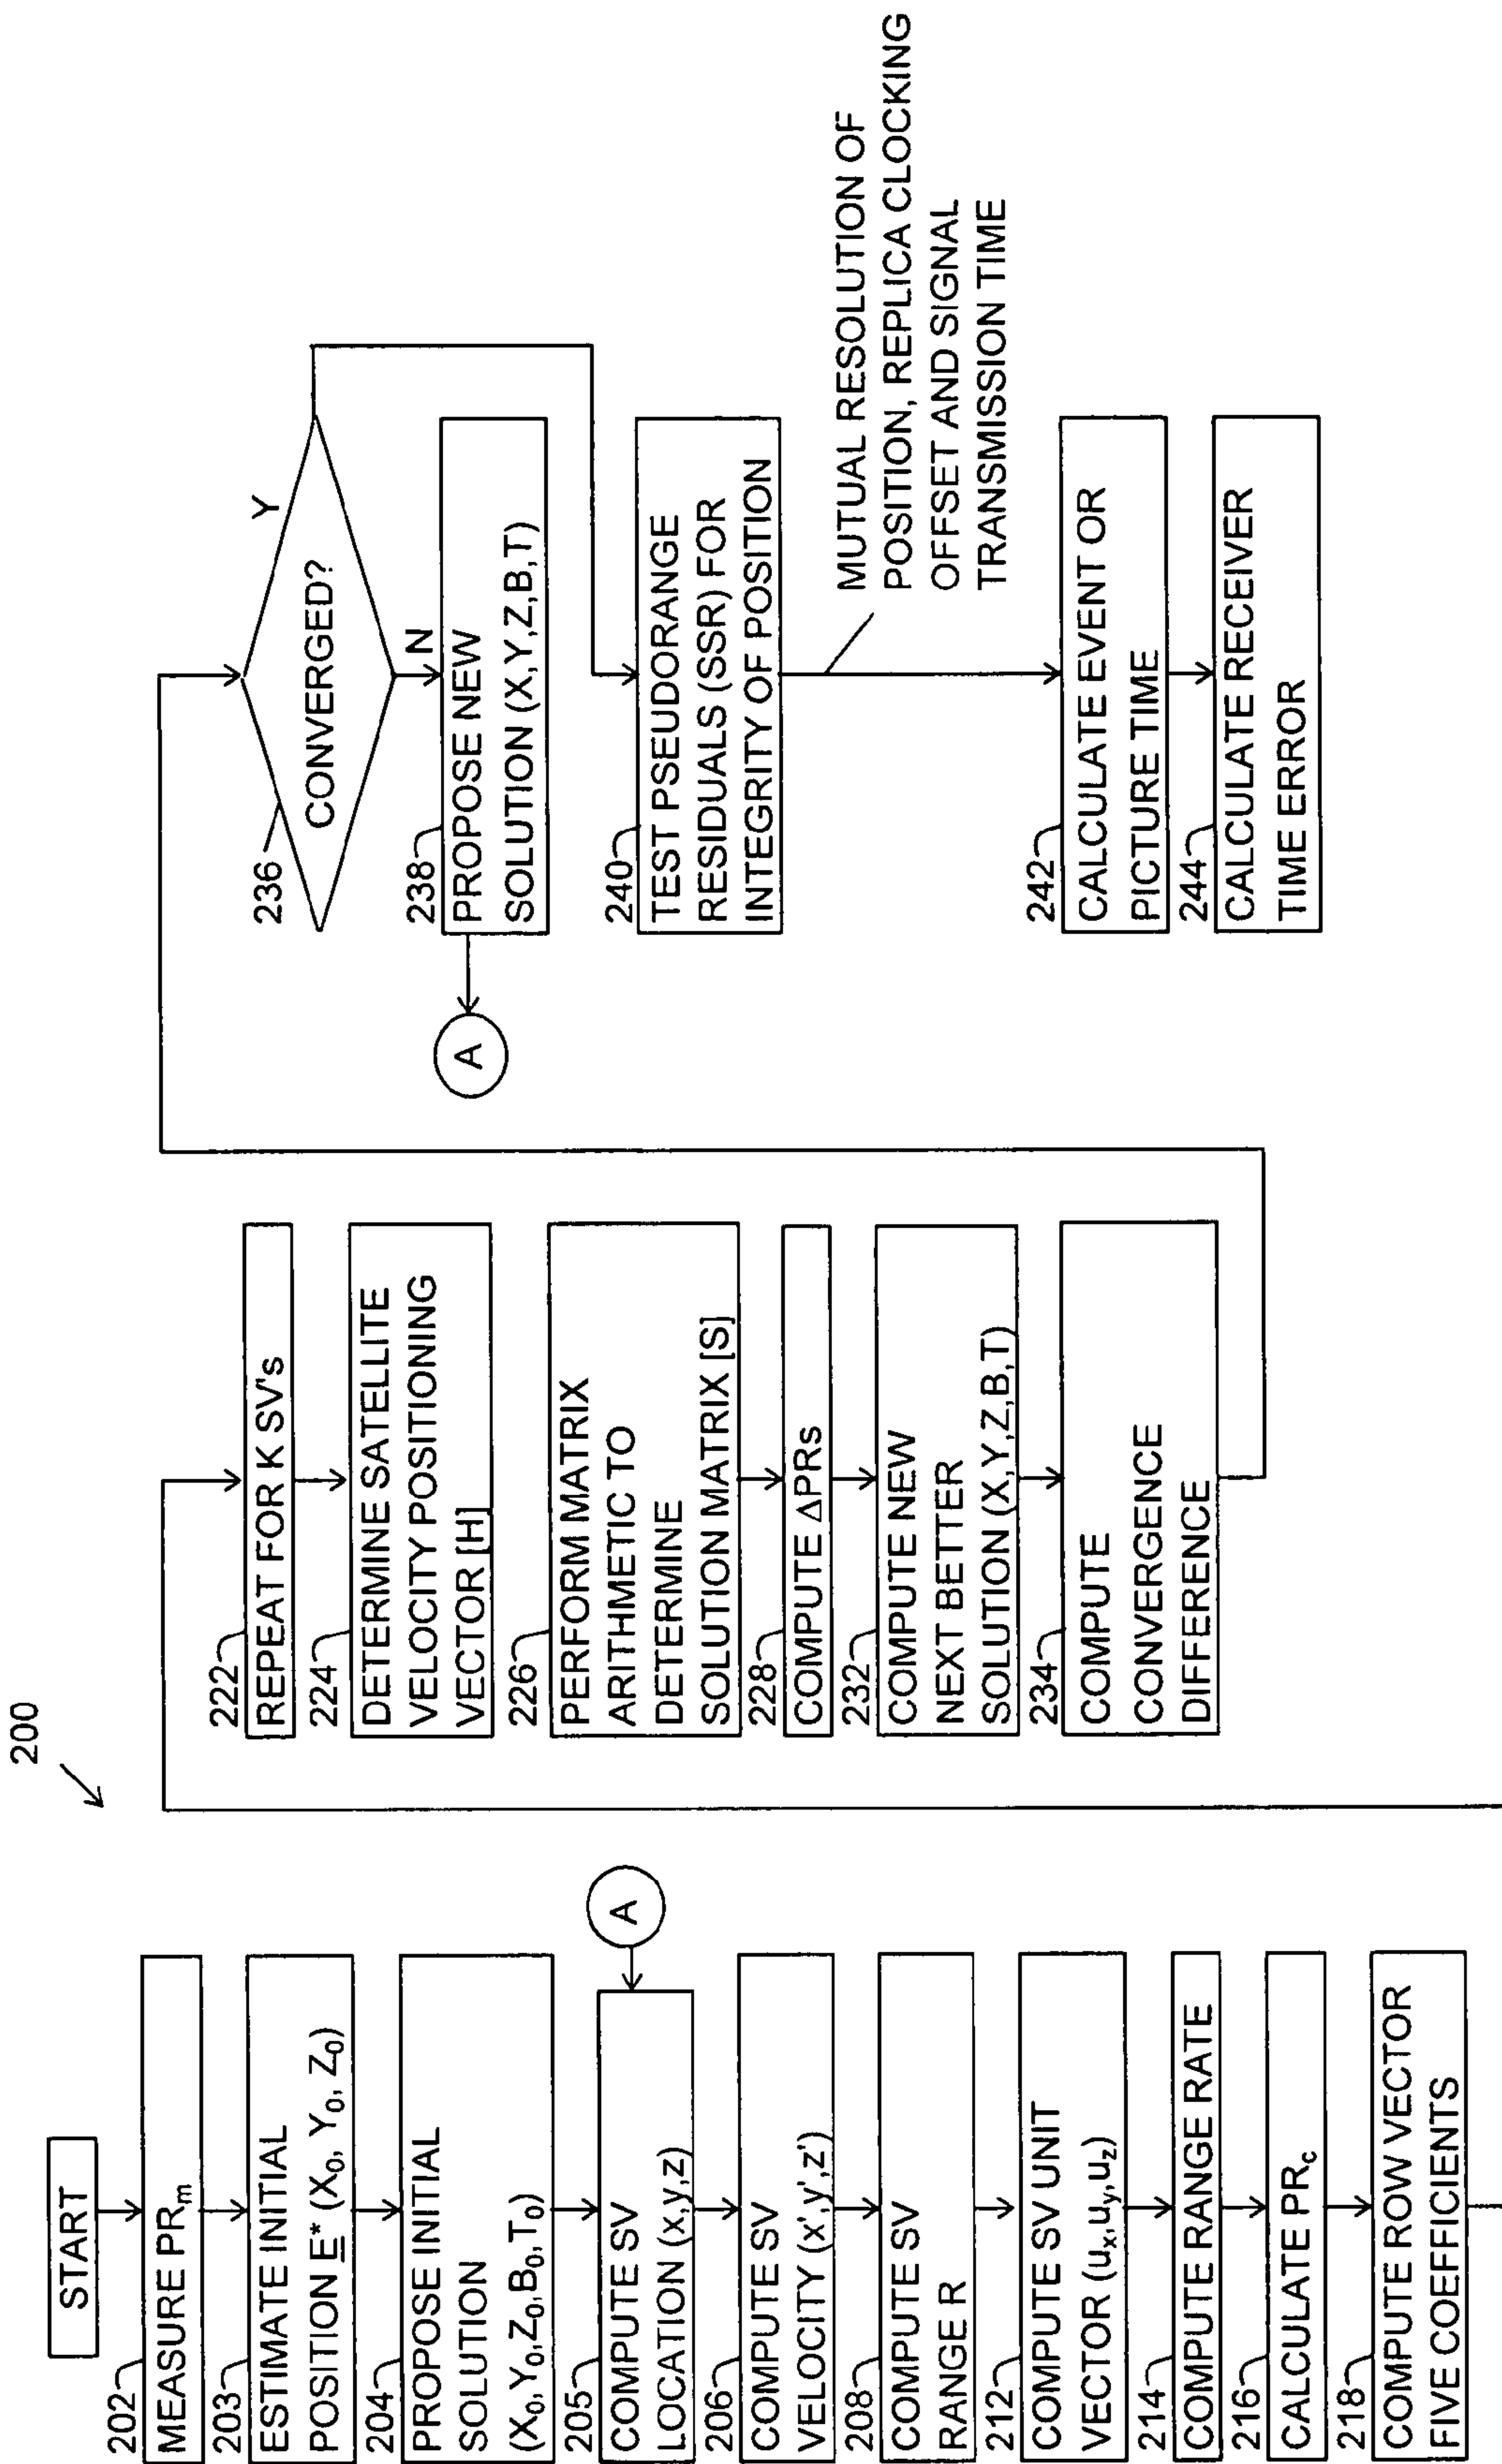 200
START
202
MEASURE PRm
203
ESTIMATE INITIAL
POSITION E* (X0, Y0, Z0)
204
PROPOSE INITIAL
SOLUTION
(X0,Y0,Z0,B0,T0)
205
COMPUTE SV
LOCATION (x,y,z)
A
206
COMPUTE SV
VELOCITY (x',y',z')
208
COMPUTE SV
RANGE R
212
COMPUTE SV UNIT
VECTOR (ux,uy,uz)
214
COMPUTE RANGE RATE
216
CALCULATE PRc
218
COMPUTE ROW VECTOR
FIVE COEFFICIENTS
222
REPEAT FOR K SV's
224
DETERMINE SATELLITE
VELOCITY POSITIONING
VECTOR [H]
226
PERFORM MATRIX
ARITHMETIC TO
DETERMINE
SOLUTION MATRIX [S]
228
COMPUTE ΔPRs
232
COMPUTE NEW
NEXT BETTER
SOLUTION (X,Y,Z,B,T)
234
COMPUTE
CONVERGENCE
DIFFERENCE
236
CONVERGED?
Y
N
238
PROPOSE NEW
SOLUTION (X,Y,Z,B,T)
A
240
TEST PSEUDORANGE
RESIDUALS (SSR) FOR
INTEGRITY OF POSITION
MUTUAL RESOLUTION OF
POSITION, REPLICA CLOCKING
OFFSET AND SIGNAL
TRANSMISSION TIME
242
CALCULATE EVENT OR
PICTURE TIME
244
CALCULATE RECEIVER
TIME ERROR